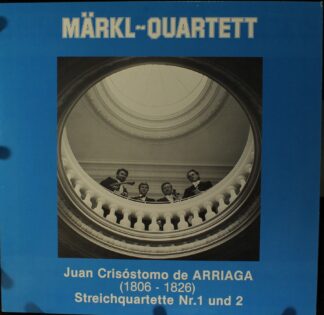 MÄRKL-QUARTETT
Juan Crisóstomo de ARRIAGA
(1806 - 1826)
Streichquartette Nr.1 und 2